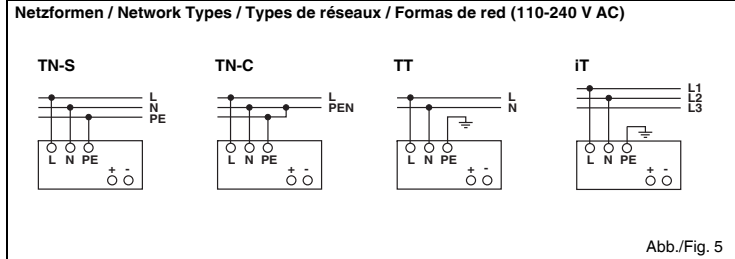 Netzformen / Network Types / Types de réseaux / Formas de red (110-240 V AC)
TN-S
L
N
PE
L N PE
+ -
TN-C
L
PEN
L N PE
+ -
TT
L
N
L N PE
+ -
iT
L1
L2
L3
L N PE
+ -
Abb./Fig. 5